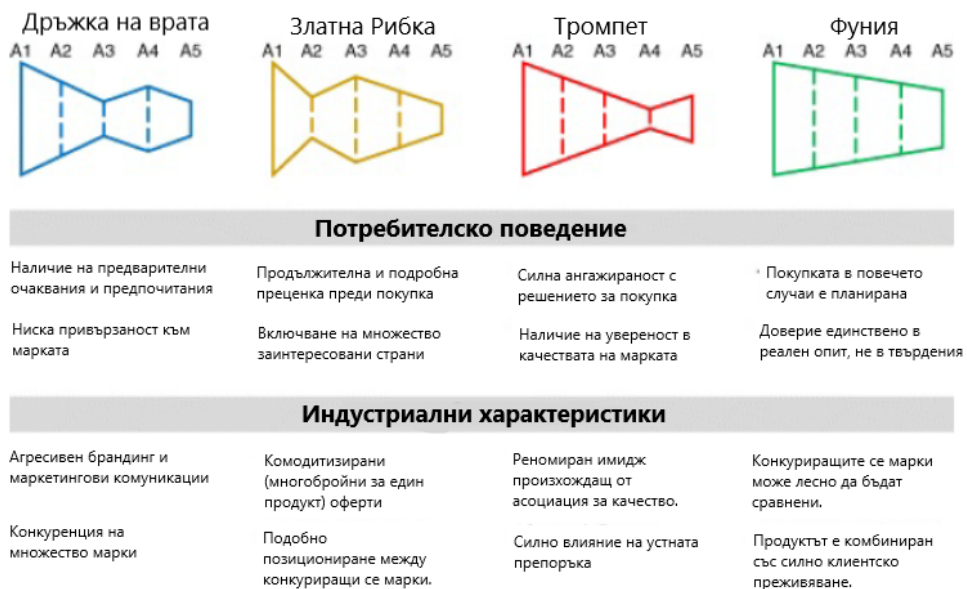 Дръжка на врата
Златна Рибка
Тромпет
Фуния
A1 A2 A3 A4 A5
A1 A2 A3 A4 A5
A1 A2 A3 A4 A5
A1 A2 A3 A4 A5
Потребителско поведение
Наличие на предварителни
очаквания и предпочитания
Продължителна и подробна
преценка преди покупка
Силна ангажираност с
решението за покупка
Покупката в повечето
случаи е планирана
Ниска привързаност към
марката
Включване на множество
заинтересовани страни
Наличие на увереност в
качествата на марката
Доверие единствено в
реален опит, не в твърдения
Индустриални характеристики
Агресивен брандинг и
маркетингови комуникации
Комодитизирани
(многобройни за един
продукт) оферти
Реномиран имидж
произхождащ от
асоциация за качество.
Конкуриращите се марки
може лесно да бъдат
сравнени.
Конкуренция на
множество марки
Подобно
позициониране между
конкуриращи се марки.
Силно влияние на устната
препоръка
Продуктът е комбиниран
със силно клиентско
преживяване.